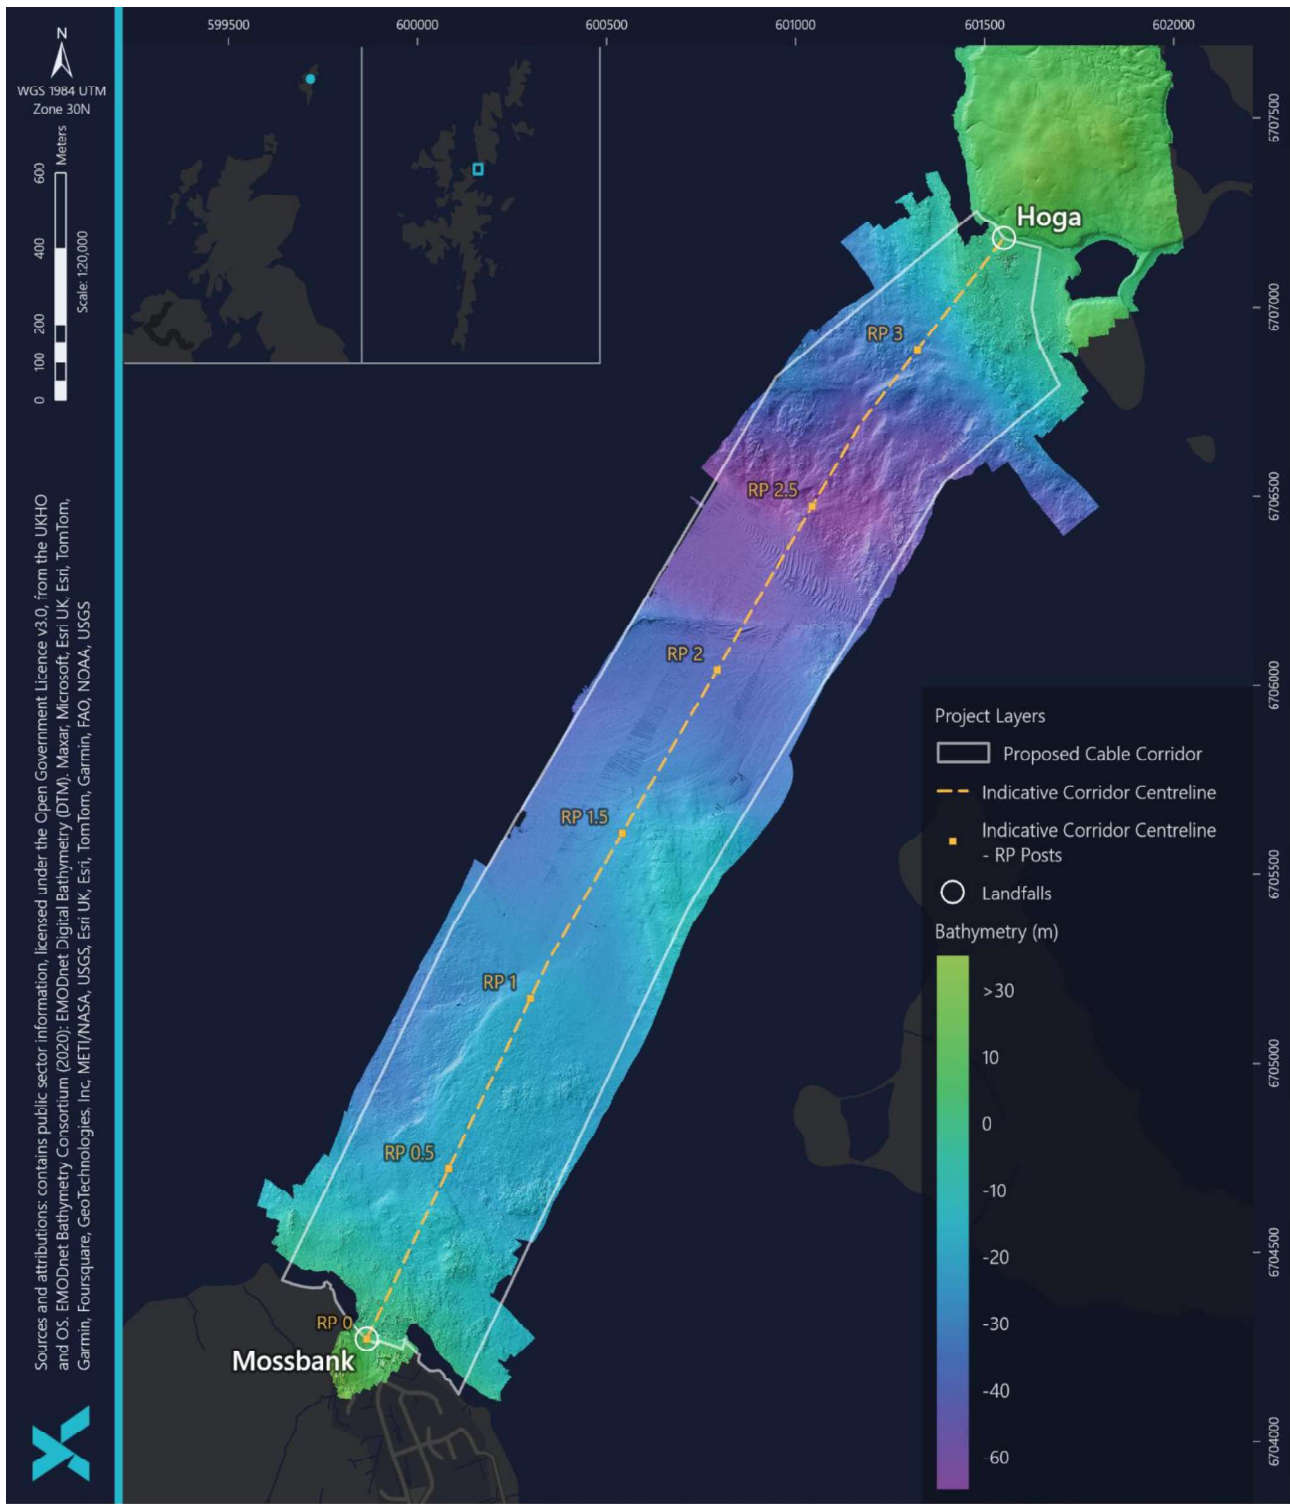 599500
600000
600500
601000
601500
602000
N
WGS 1984 UTM
Zone 30N
0
100
200
400
600
Meters
Scale: 1:20,000
Sources and attributions: contains public sector information, licensed under the Open Government Licence v3.0, from the UKHO
and OS. EMODnet Bathymetry Consortium (2020): EMODnet Digital Bathymetry (DTM). Maxar, Microsoft, Esri UK, Esri, TomTom,
Garmin, Foursquare, GeoTechnologies, Inc, METI/NASA, USGS, Esri UK, Esri, TomTom, Garmin, FAO, NOAA, USGS
6707500
6707000
6706500
6706000
6705500
6705000
6704500
6704000
Hoga
RP 3
RP 2.5
RP 2
RP 1.5
RP 1
RP 0.5
RP 0
Mossbank
Project Layers
Proposed Cable Corridor
Indicative Corridor Centreline
Indicative Corridor Centreline
- RP Posts
Landfalls
Bathymetry (m)
>30
10
0
-10
-20
-30
-40
-60